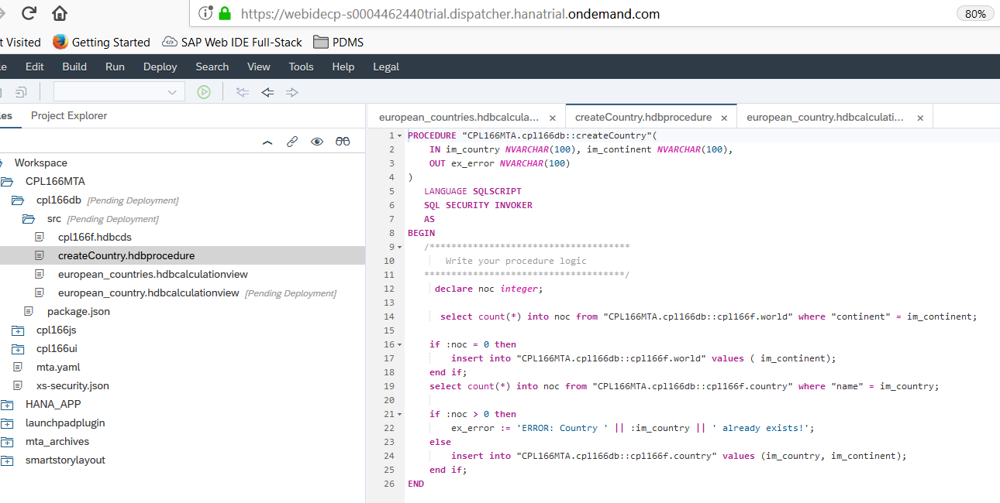 https://webidecp-s0004462440trial.dispatcher.hanatrial.ondemand.com 80%
t Visited Getting Started SAP Web IDE Full-Stack PDMS
e Edit Build Run Deploy Search View Tools Help Legal
es Project Explorer
european_countries.hdbcalcula... × createCountry.hdbprocedure × european_country.hdbcalculati... ×
Workspace
CPL166MTA
cpl166db [Pending Deployment]
src [Pending Deployment]
cpl166f.hdbcds
createCountry.hdbprocedure
european_countries.hdbcalculationview
european_country.hdbcalculationview [Pending Deployment]
package.json
cpl166js
cpl166ui
mta.yaml
xs-security.json
HANA_APP
launchpadplugin
mta_archives
smartstorylayout
1 PROCEDURE "CPL166MTA.cpl166db::createCountry"(
2 IN im_country NVARCHAR(100), im_continent NVARCHAR(100),
3 OUT ex_error NVARCHAR(100)
4 )
5 LANGUAGE SQLSCRIPT
6 SQL SECURITY INVOKER
7 AS
8 BEGIN
9 /***********************************
10 Write your procedure logic
11 ***********************************/
12 declare noc integer;
13
14 select count(*) into noc from "CPL166MTA.cpl166db::cpl166f.world" where "continent" = im_continent;
15
16 if :noc = 0 then
17 insert into "CPL166MTA.cpl166db::cpl166f.world" values ( im_continent);
18 end if;
19 select count(*) into noc from "CPL166MTA.cpl166db::cpl166f.country" where "name" = im_country;
20
21 if :noc > 0 then
22 ex_error := 'ERROR: Country ' || :im_country || ' already exists!';
23 else
24 insert into "CPL166MTA.cpl166db::cpl166f.country" values (im_country, im_continent);
25 end if;
26 END